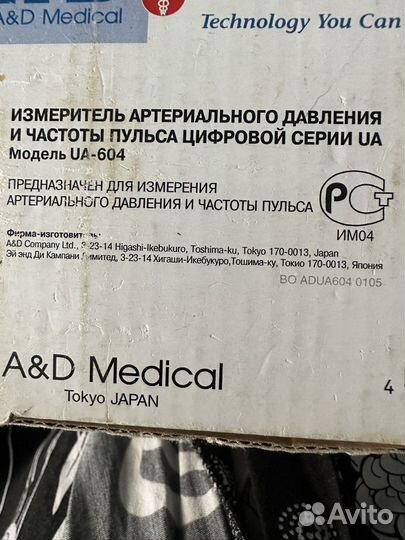 A&D Medical
Technology You Can
ИЗМЕРИТЕЛЬ АРТЕРИАЛЬНОГО ДАВЛЕНИЯ
И ЧАСТОТЫ ПУЛЬСА ЦИФРОВОЙ СЕРИИ UA
Модель UA-604
ПРЕДНАЗНАЧЕН ДЛЯ ИЗМЕРЕНИЯ
АРТЕРИАЛЬНОГО ДАВЛЕНИЯ И ЧАСТОТЫ ПУЛЬСА
РСТ
ИМ04
Фирма-изготовитель:
A&D Company Ltd., 3-23-14 Higashi-Ikebukuro, Toshima-ku, Tokyo 170-0013, Japan
Эй энд Ди Кампани Лимитед, 3-23-14 Хигаши-Икебукуро, Тошима-ку, Токио 170-0013, Япония
BO ADUA604 0105
A&D Medical
Tokyo JAPAN
4
Avito